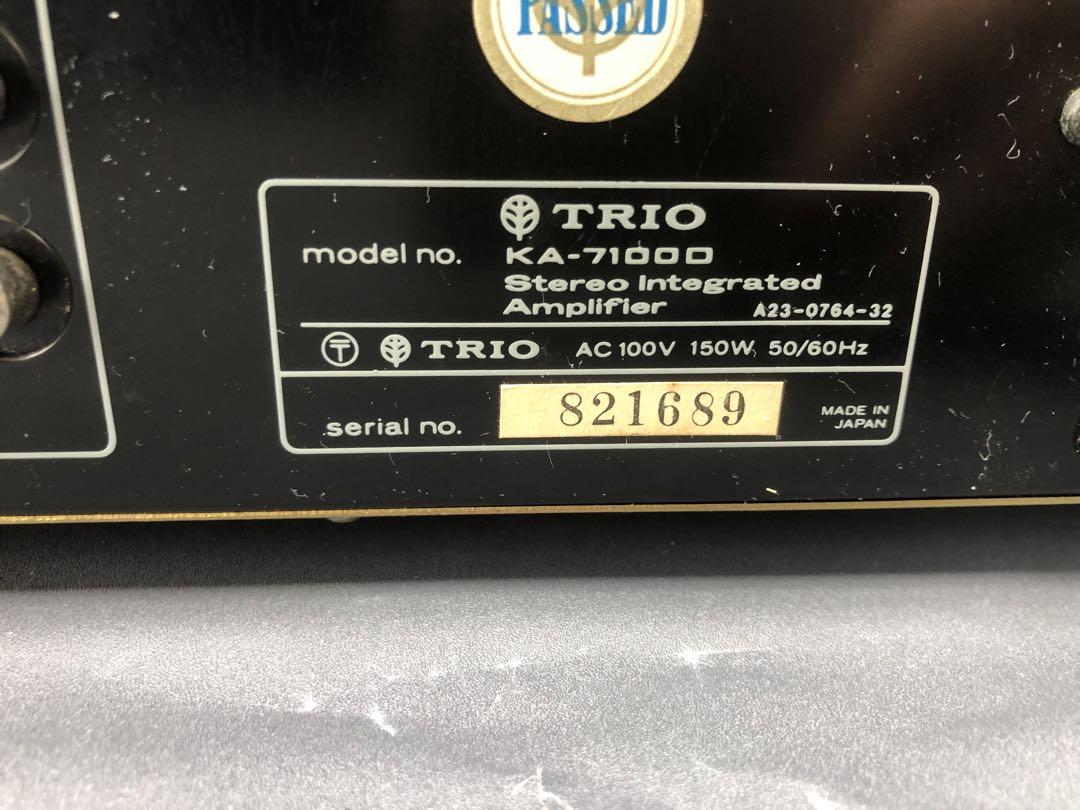 PASSED
TRIO
model no. KA-7100D
Stereo Integrated
Amplifier A23-0764-32
TRIO AC 100V 150W, 50/60Hz
serial no. 821689
MADE IN
JAPAN